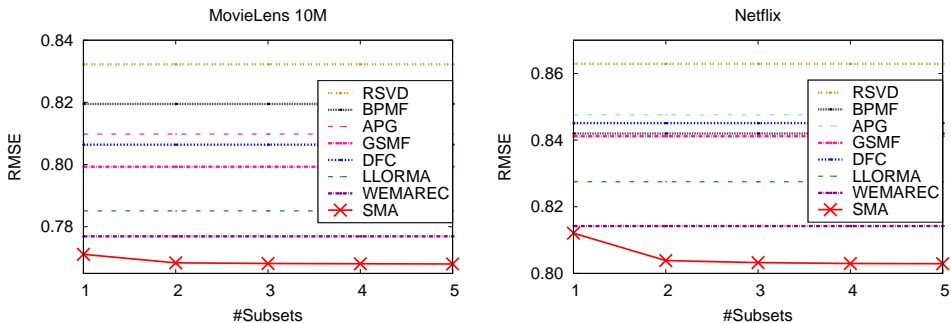 MovieLens 10M
RMSE
0.84
0.82
0.80
0.78
RSVD
BPMF
APG
GSMF
DFC
LLORMA
WEMAREC
SMA
1 2 3 4 5
#Subsets
Netflix
RMSE
0.86
0.84
0.82
0.80
RSVD
BPMF
APG
GSMF
DFC
LLORMA
WEMAREC
SMA
1 2 3 4 5
#Subsets